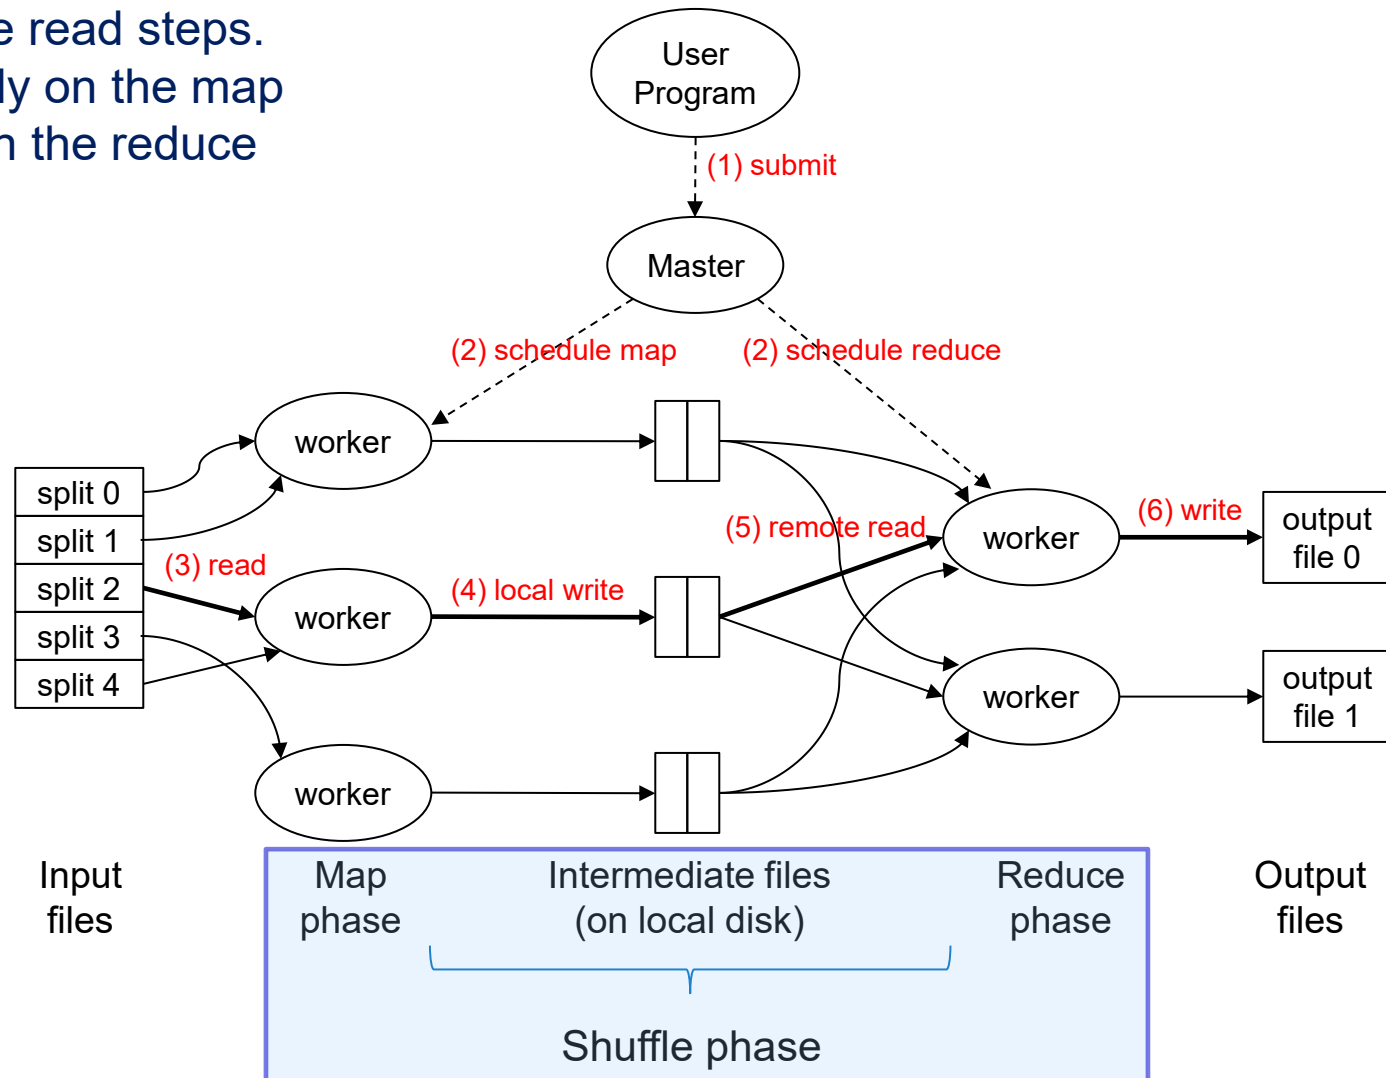 e read steps.
ly on the map
n the reduce
User
Program
(1) submit
Master
(2) schedule map
(2) schedule reduce
worker
split 0
split 1
split 2
split 3
split 4
(3) read
worker
(4) local write
(5) remote read
worker
(6) write
output
file 0
worker
output
file 1
worker
Input
files
Map
phase
Intermediate files
(on local disk)
Reduce
phase
Output
files
Shuffle phase